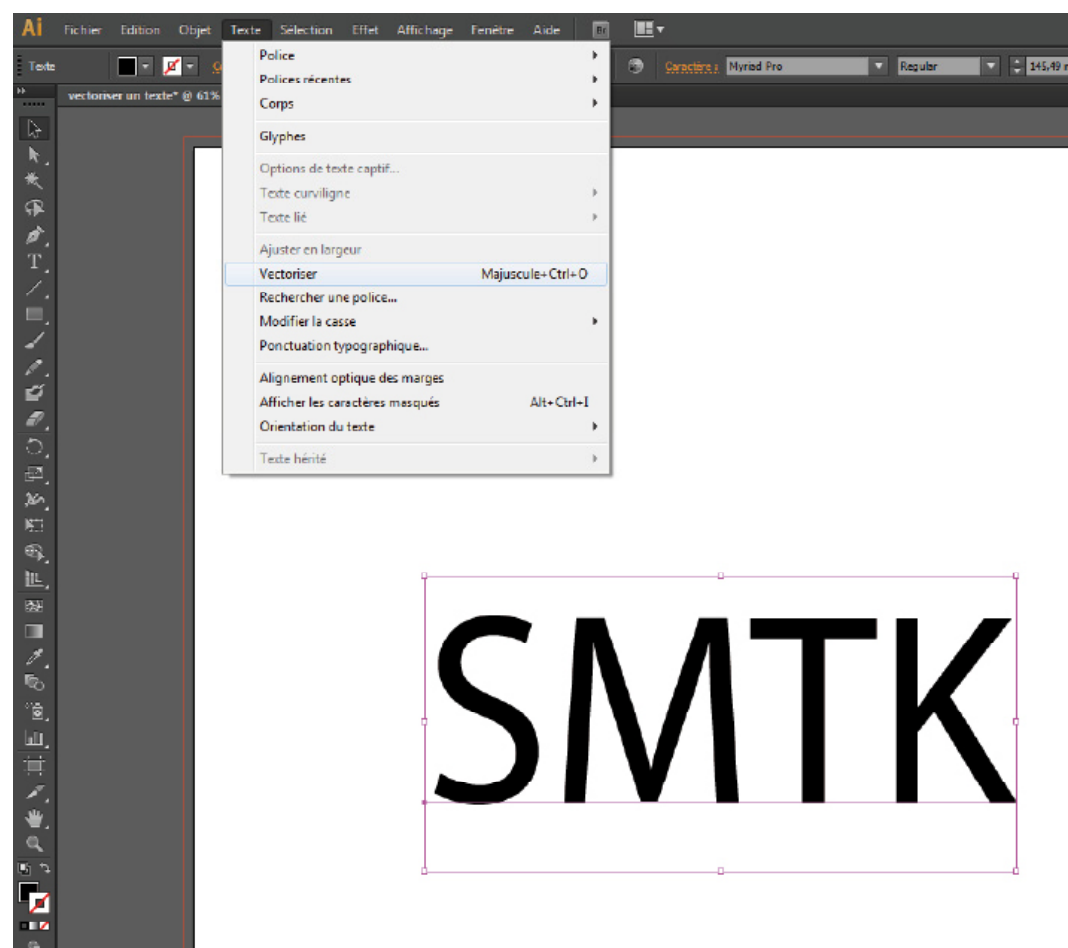 Ai Fichier Edition Objet Texte Sélection Effet Affichage Fenêtre Aide Br
Texte Caractère : Myriad Pro Regular 145,49
vectoriser un texte* @ 61%
Police
Polices récentes
Corps
Glyphes
Options de texte captif...
Texte curviligne
Texte lié
Ajuster en largeur
Vectoriser Majuscule+Ctrl+O
Rechercher une police...
Modifier la casse
Ponctuation typographique...
Alignement optique des marges
Afficher les caractères masqués Alt+Ctrl+I
Orientation du texte
Texte hérité
SMTK